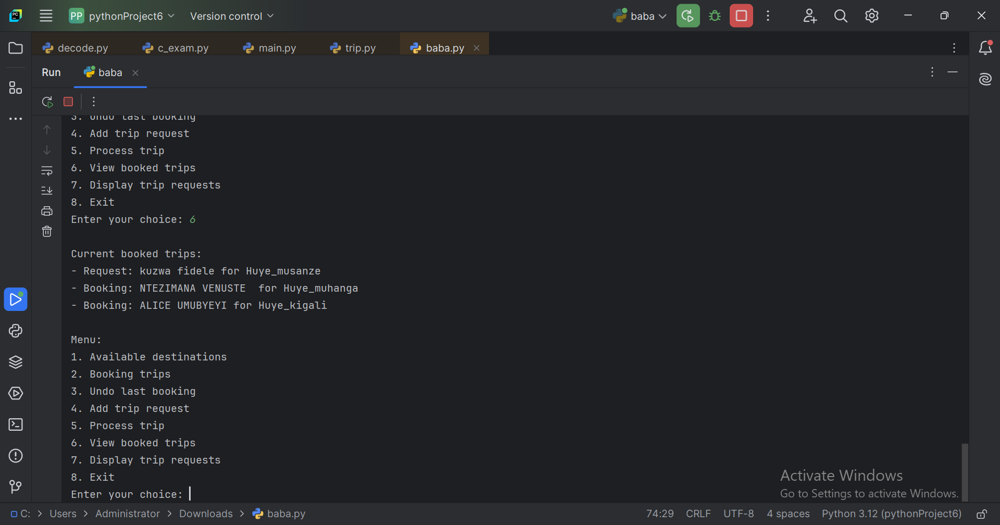 PC
PP pythonProject6 Version control baba
decode.py c_exam.py main.py trip.py baba.py
Run baba
3. Undo last booking
4. Add trip request
5. Process trip
6. View booked trips
7. Display trip requests
8. Exit
Enter your choice: 6
Current booked trips:
- Request: kuzwa fidele for Huye_musanze
- Booking: NTEZIMANA VENUSTE  for Huye_muhanga
- Booking: ALICE UMUBYEYI for Huye_kigali
Menu:
1. Available destinations
2. Booking trips
3. Undo last booking
4. Add trip request
5. Process trip
6. View booked trips
7. Display trip requests
8. Exit
Enter your choice:
Activate Windows
Go to Settings to activate Windows.
C: > Users > Administrator > Downloads > baba.py 74:29 CRLF UTF-8 4 spaces Python 3.12 (pythonProject6)